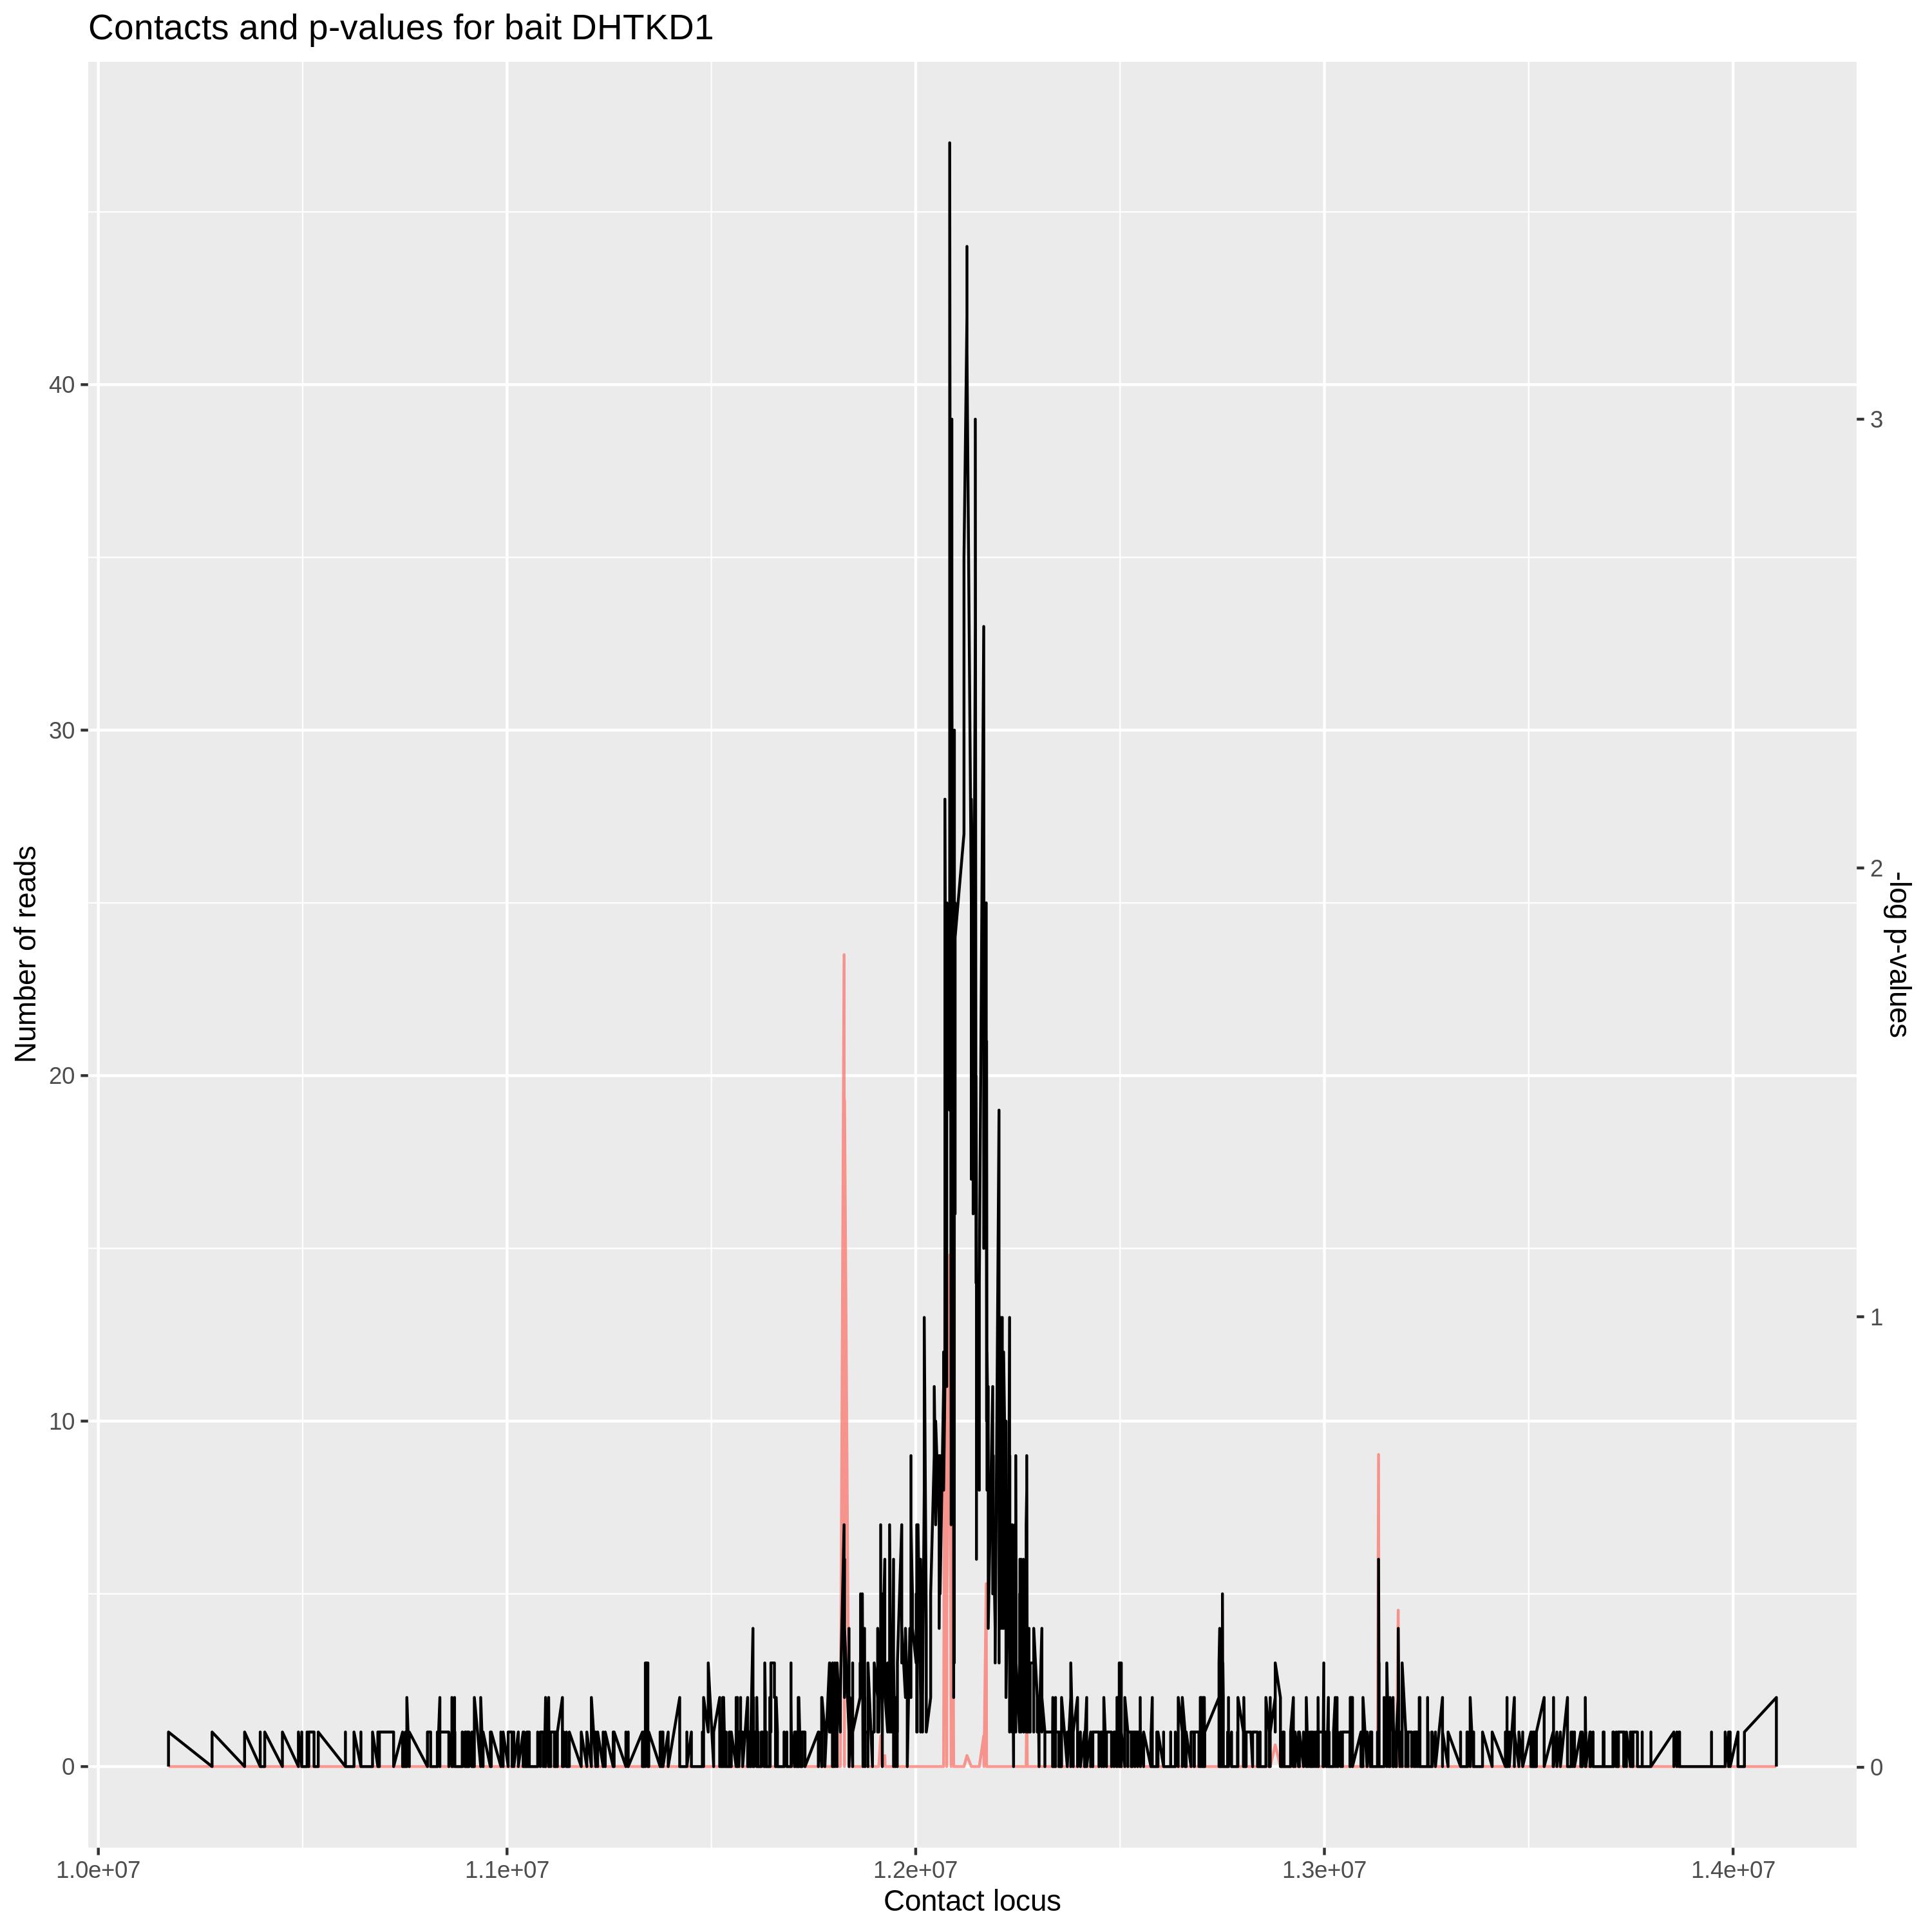 Contacts and p-values for bait DHTKD1
40
30
20
10
0
Number of reads
3
2
1
0
-log p-values
1.0e+07 1.1e+07 1.2e+07 1.3e+07 1.4e+07
Contact locus